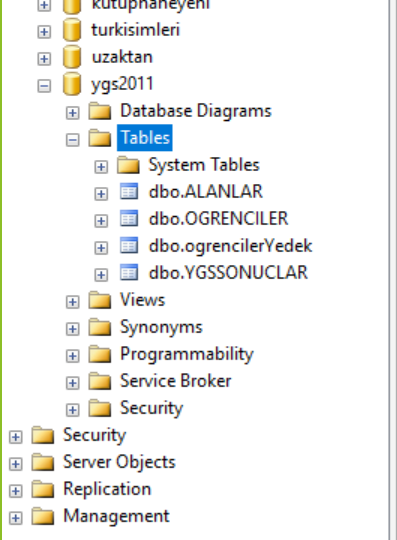 kutuphaneyeni
turkisimleri
uzaktan
ygs2011
Database Diagrams
Tables
System Tables
dbo.ALANLAR
dbo.OGRENCILER
dbo.ogrencilerYedek
dbo.YGSSONUCLAR
Views
Synonyms
Programmability
Service Broker
Security
Security
Server Objects
Replication
Management